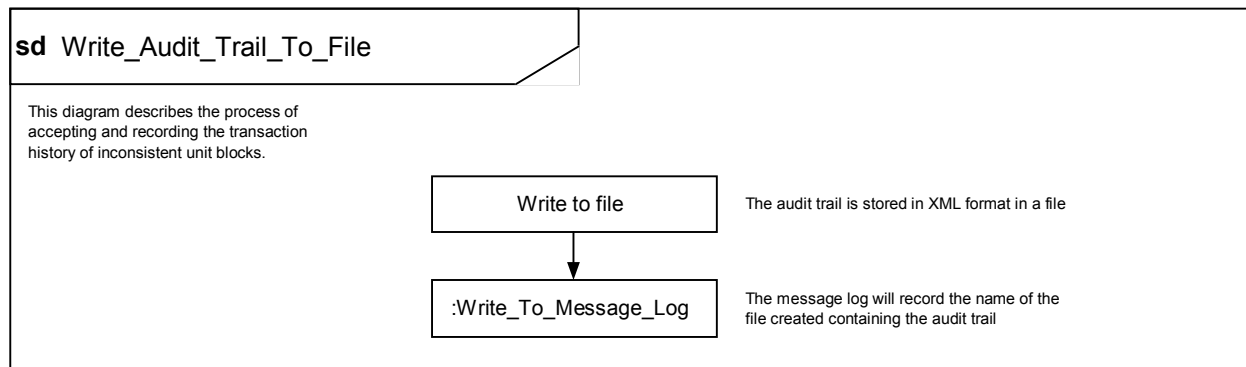 sd Write_Audit_Trail_To_File
This diagram describes the process of
accepting and recording the transaction
history of inconsistent unit blocks.
Write to file
The audit trail is stored in XML format in a file
:Write_To_Message_Log
The message log will record the name of the
file created containing the audit trail